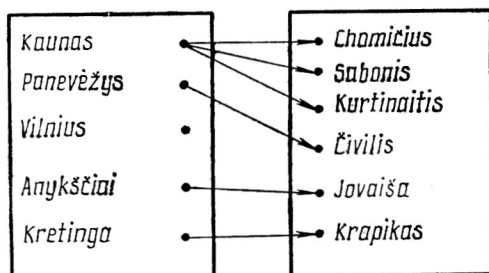 Kaunas
Panevėžys
Vilnius
Anykščiai
Kretinga
Chomičius
Sabonis
Kurtinaitis
Čivilis
Jovaiša
Krapikas